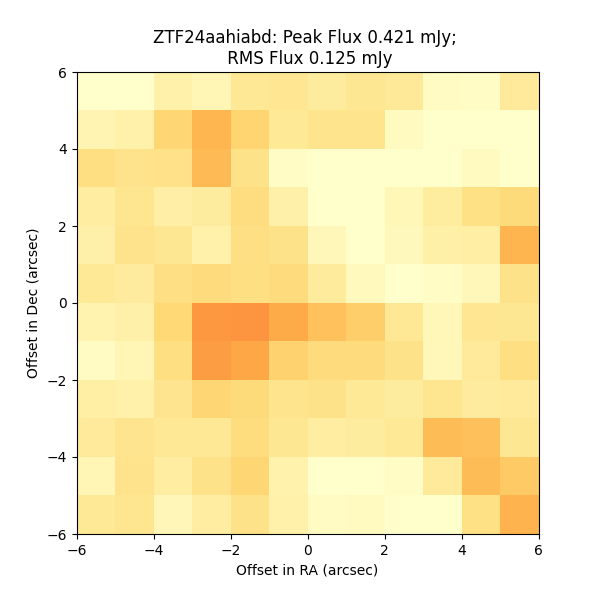 ZTF24aahiabd: Peak Flux 0.421 mJy;
RMS Flux 0.125 mJy
6
4
2
0
−2
−4
−6
Offset in Dec (arcsec)
−6 −4 −2 0 2 4 6
Offset in RA (arcsec)